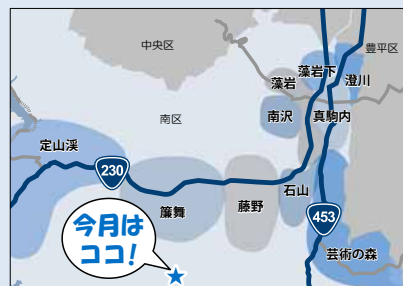 中央区
豊平区
藻岩下
藻岩
澄川
南区
南沢
真駒内
定山渓
230
簾舞
藤野
石山
453
今月は
ココ!
芸術の森